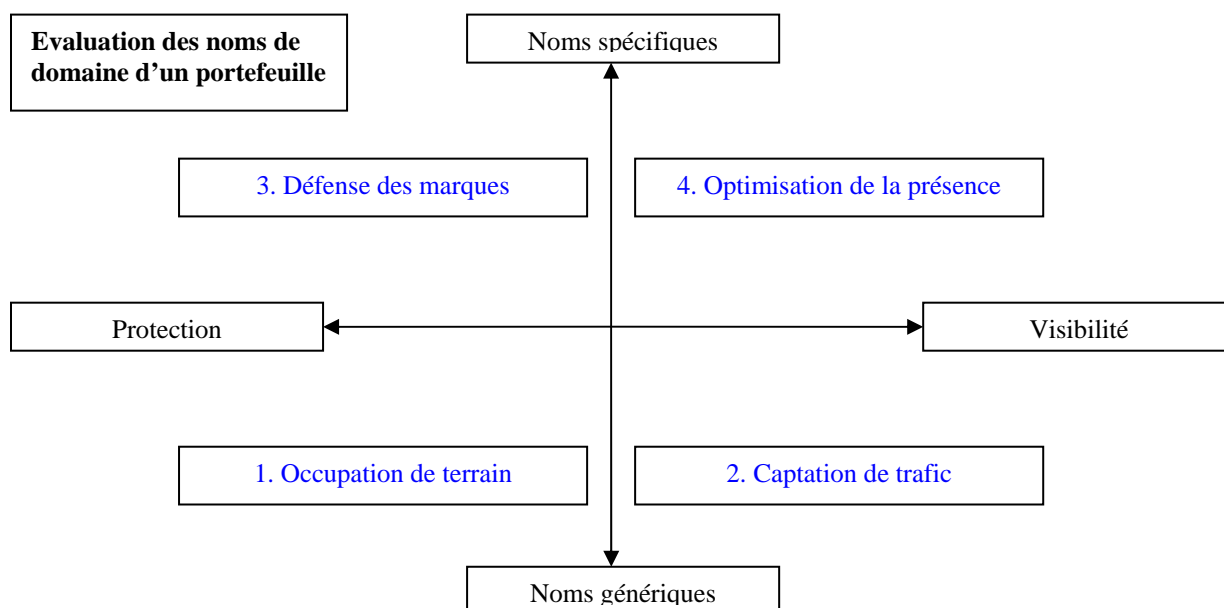 Evaluation des noms de
domaine d'un portefeuille
Noms spécifiques
3. Défense des marques
4. Optimisation de la présence
Protection
Visibilité
1. Occupation de terrain
2. Captation de trafic
Noms génériques